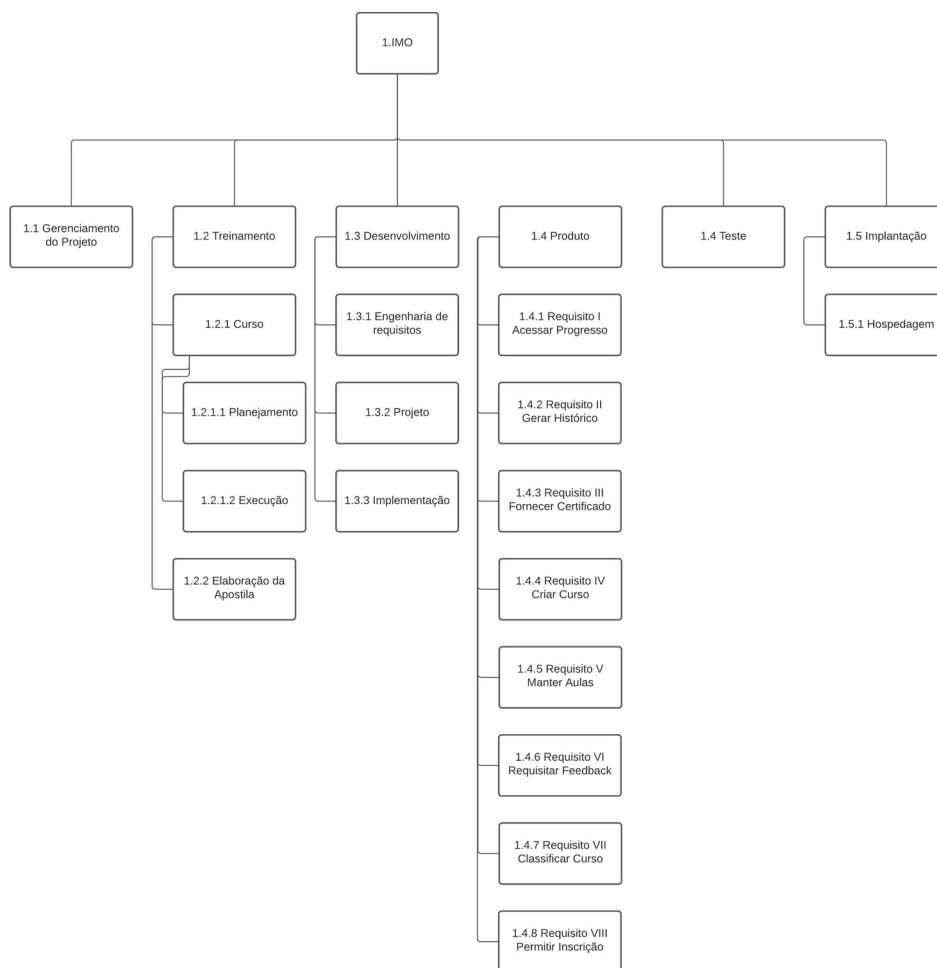 1.IMO
1.1 Gerenciamento
do Projeto
1.2 Treinamento
1.3 Desenvolvimento
1.4 Produto
1.4 Teste
1.5 Implantação
1.2.1 Curso
1.3.1 Engenharia de
requisitos
1.4.1 Requisito I
Acessar Progresso
1.5.1 Hospedagem
1.2.1.1 Planejamento
1.3.2 Projeto
1.4.2 Requisito II
Gerar Histórico
1.2.1.2 Execução
1.3.3 Implementação
1.4.3 Requisito III
Fornecer Certificado
1.2.2 Elaboração da
Apostila
1.4.4 Requisito IV
Criar Curso
1.4.5 Requisito V
Manter Aulas
1.4.6 Requisito VI
Requisitar Feedback
1.4.7 Requisito VII
Classificar Curso
1.4.8 Requisito VIII
Permitir Inscrição